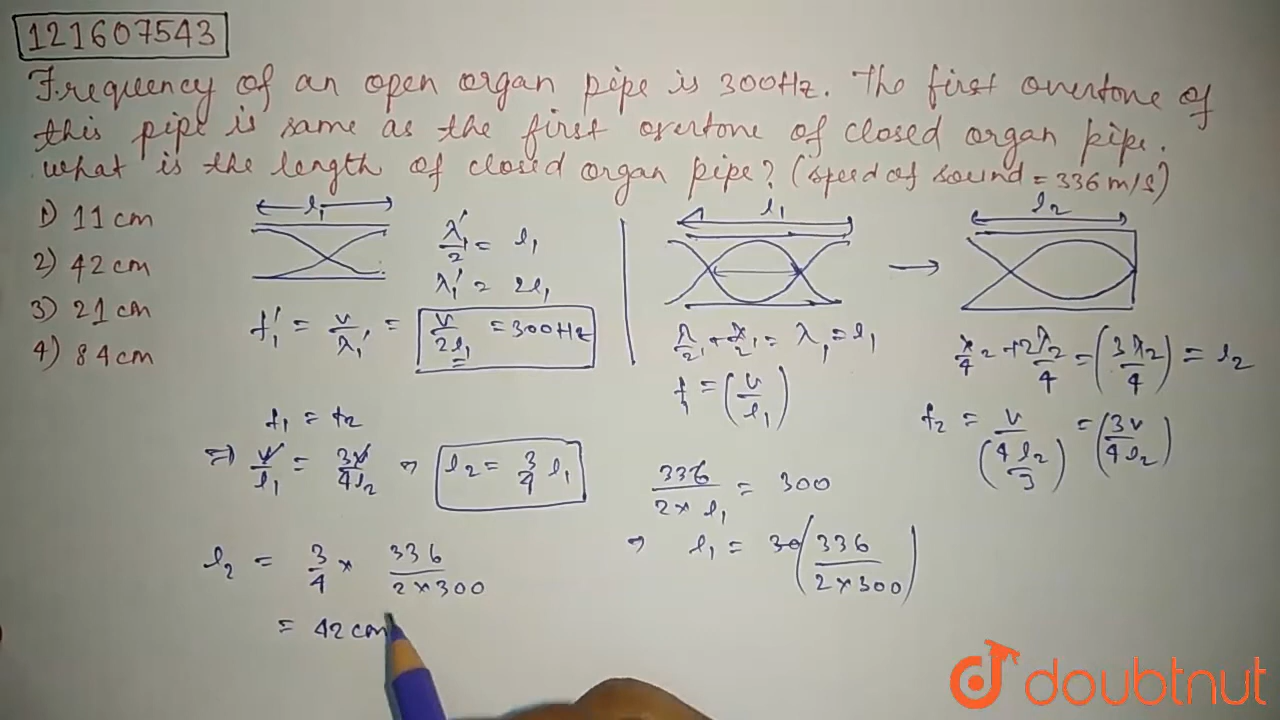 121607543
Frequency of an open organ pipe is 300Hz. The first overtone of
this pipe is same as the first overtone of closed organ pipe.
what is the length of closed organ pipe? (speed of sound = 336 m/s)
1) 11 cm
2) 42 cm
3) 21 cm
4) 84 cm
l₁
λ₁'/2 = l₁
λ₁' = 2l₁
f₁' = v/λ₁' = v/2l₁ = 300Hz
l₁
λ₁/2 + λ₁/2 = λ₁ = l₁
f₁ = (v/l₁)
→
l₂
λ₂/4 + 2λ₂/4 = (3λ₂/4) = l₂
f₂ = v/(4l₂/3) = (3v/4l₂)
f₁ = f₂
⇒ v/l₁ = 3v/4l₂ ⇒ l₂ = 3/4 l₁
336/(2 × l₁) = 300
⇒ l₁ = 30(336/(2×300))
l₂ = 3/4 × 336/(2×300)
= 42 cm
doubtnut